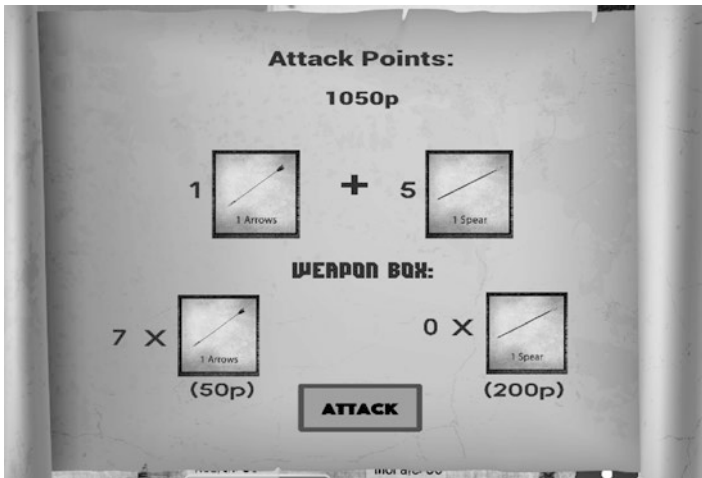 Attack Points:
1050p
1 + 5
1 Arrows 1 Spear
WEAPON BOX:
7 X 0 X
1 Arrows 1 Spear
(50p) (200p)
ATTACK